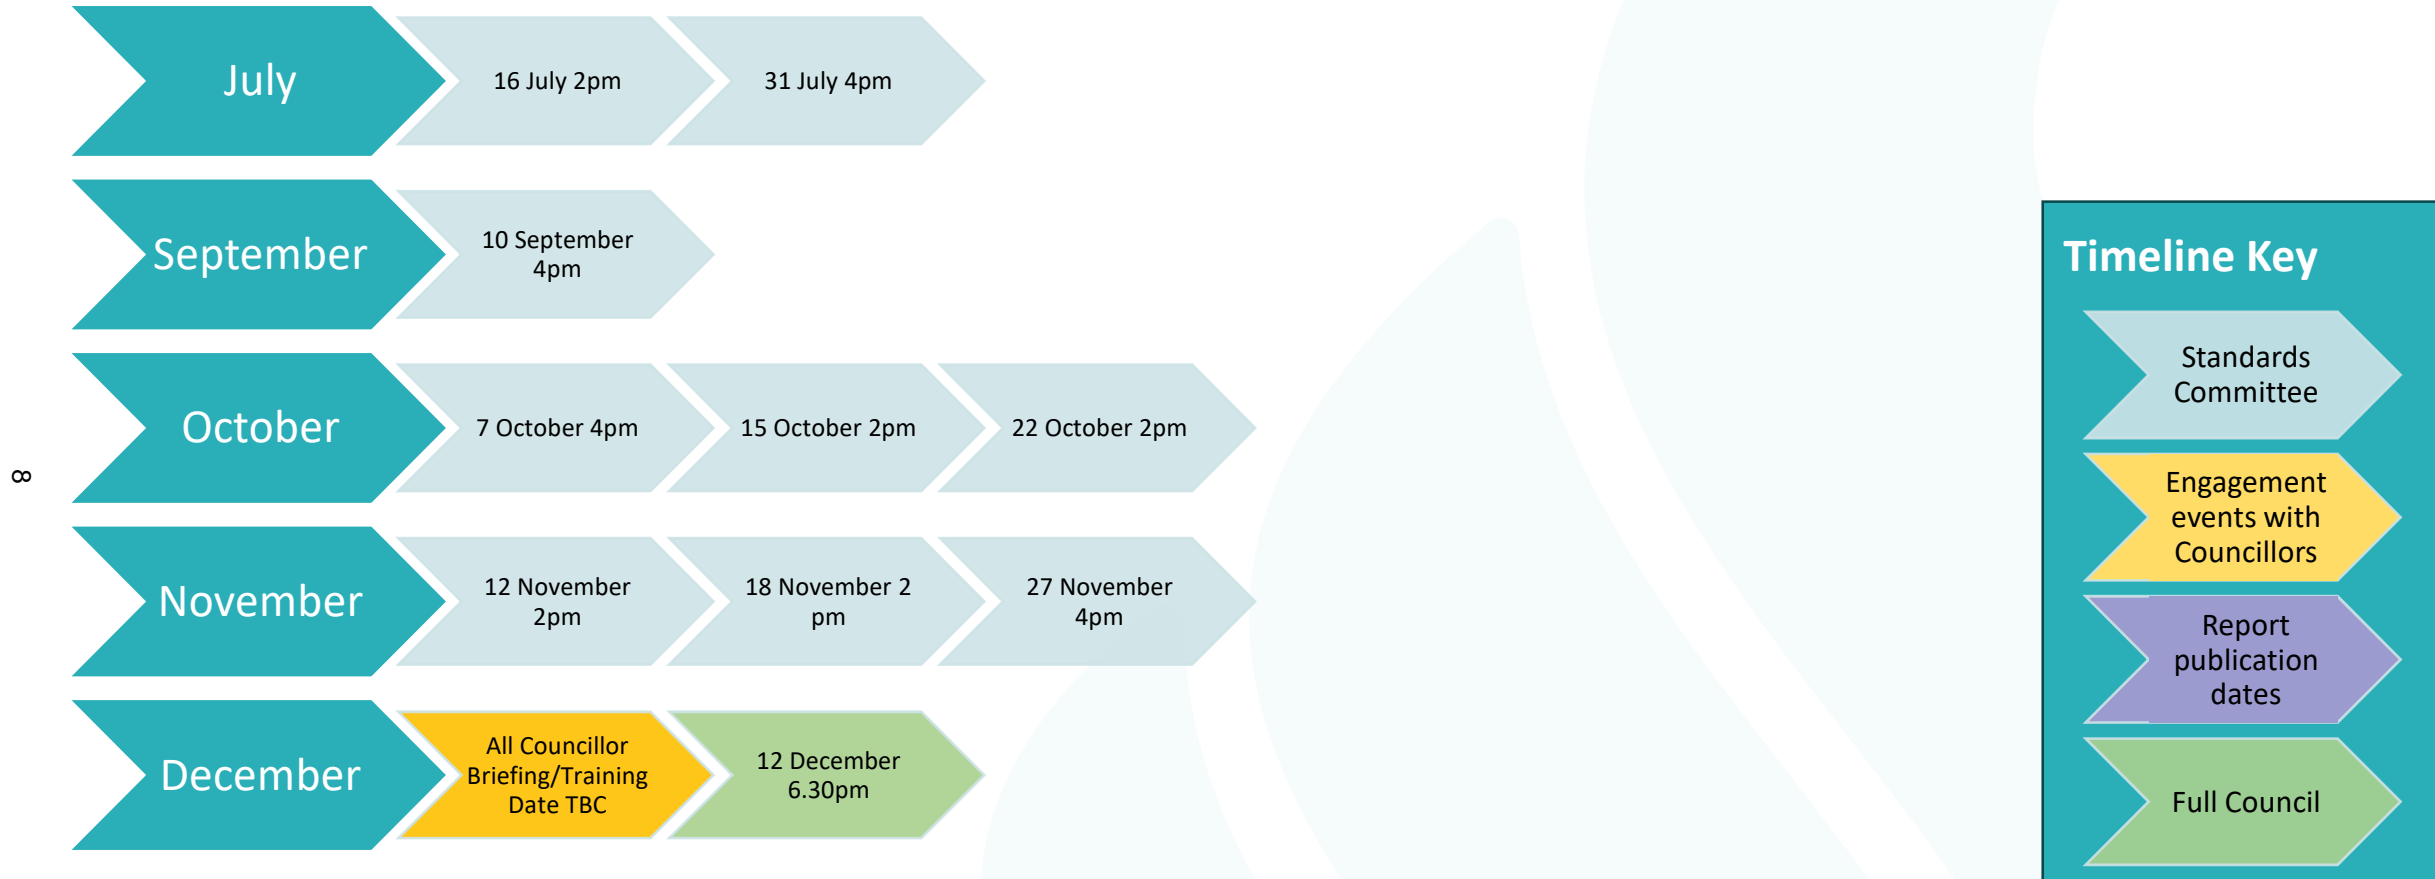 July
16 July 2pm
31 July 4pm
September
10 September
4pm
October
7 October 4pm
15 October 2pm
22 October 2pm
November
12 November
2pm
18 November 2
pm
27 November
4pm
December
All Councillor
Briefing/Training
Date TBC
12 December
6.30pm
Timeline Key
Standards
Committee
Engagement
events with
Councillors
Report
publication
dates
Full Council
8